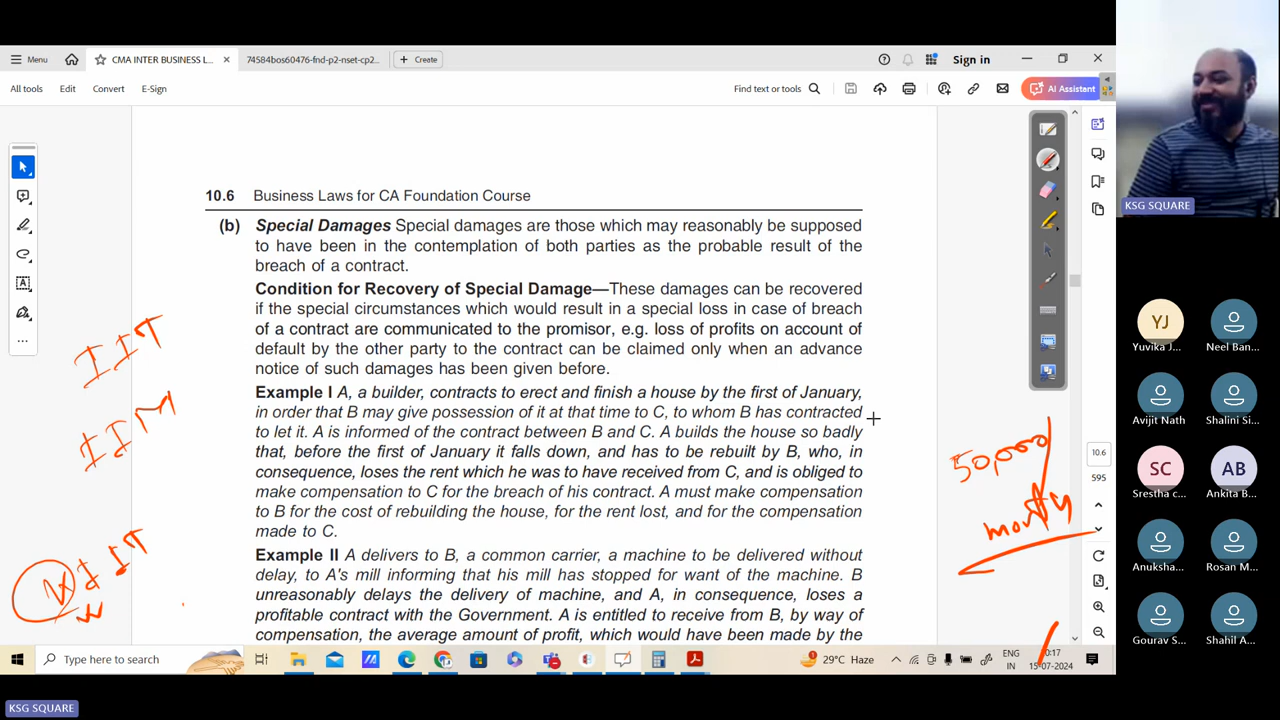 Menu
CMA INTER BUSINESS L...
74584bos60476-fnd-p2-nset-cp2...
+ Create
Sign in
All tools
Edit
Convert
E-Sign
Find text or tools
AI Assistant
10.6 Business Laws for CA Foundation Course
(b) Special Damages Special damages are those which may reasonably be supposed
to have been in the contemplation of both parties as the probable result of the
breach of a contract.
Condition for Recovery of Special Damage—These damages can be recovered
if the special circumstances which would result in a special loss in case of breach
of a contract are communicated to the promisor, e.g. loss of profits on account of
default by the other party to the contract can be claimed only when an advance
notice of such damages has been given before.
Example I A, a builder, contracts to erect and finish a house by the first of January,
in order that B may give possession of it at that time to C, to whom B has contracted
to let it. A is informed of the contract between B and C. A builds the house so badly
that, before the first of January it falls down, and has to be rebuilt by B, who, in
consequence, loses the rent which he was to have received from C, and is obliged to
make compensation to C for the breach of his contract. A must make compensation
to B for the cost of rebuilding the house, for the rent lost, and for the compensation
made to C.
Example II A delivers to B, a common carrier, a machine to be delivered without
delay, to A's mill informing that his mill has stopped for want of the machine. B
unreasonably delays the delivery of machine, and A, in consequence, loses a
profitable contract with the Government. A is entitled to receive from B, by way of
compensation, the average amount of profit, which would have been made by the
IIT
IIM
50,000/
10.6
595
KSG SQUARE
YJ
Yuvika J...
Neel Ban...
Avijit Nath
Shalini Si...
SC
Srestha c...
AB
Ankita B...
Anuksha...
Rosan M...
Gourav S...
Shahil A...
Type here to search
29°C Haze
ENG
IN
15-07-2024
KSG SQUARE